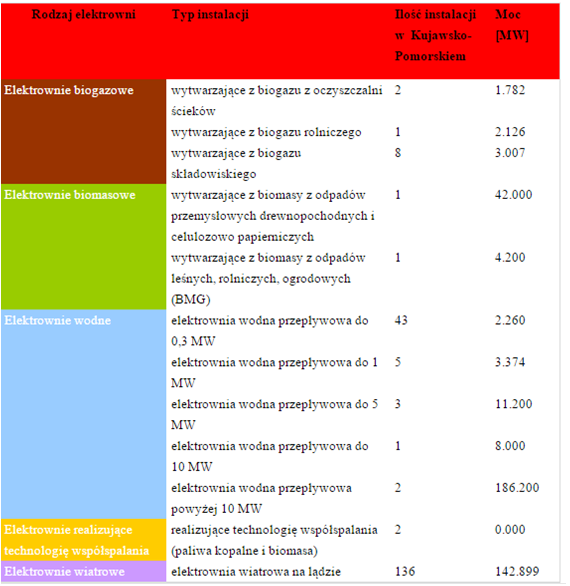 Rodzaj elektrowni Typ instalacji Ilość instalacji Moc
w Kujawsko- [MW]
Pomorskiem
Elektrownie biogazowe wytwarzające z biogazu z oczyszczalni 2 1.782
ścieków
wytwarzające z biogazu rolniczego 1 2.126
wytwarzające z biogazu 8 3.007
składowiskiego
Elektrownie biomasowe wytwarzające z biomasy z odpadów 1 42.000
przemysłowych drewnopochodnych i
celulozowo papierniczych
wytwarzające z biomasy z odpadów 1 4.200
leśnych, rolniczych, ogrodowych
(BMG)
Elektrownie wodne elektrownia wodna przepływowa do 43 2.260
0,3 MW
elektrownia wodna przepływowa do 1 5 3.374
MW
elektrownia wodna przepływowa do 5 3 11.200
MW
elektrownia wodna przepływowa do 1 8.000
10 MW
elektrownia wodna przepływowa 2 186.200
powyżej 10 MW
Elektrownie realizujące realizujące technologię współspalania 2 0.000
technologię współspalania (paliwa kopalne i biomasa)
Elektrownie wiatrowe elektrownia wiatrowa na lądzie 136 142.899